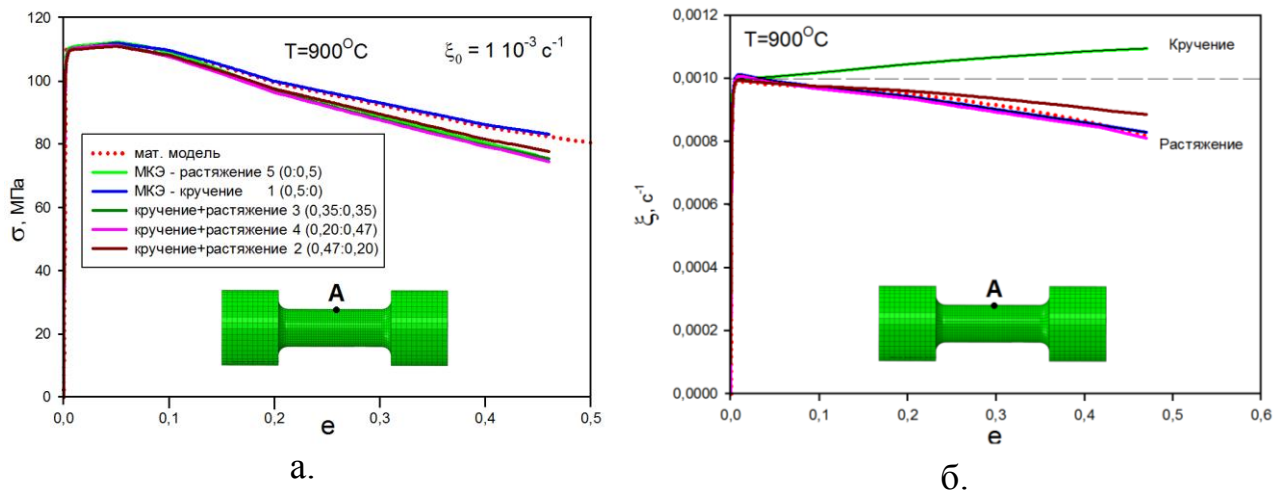 120
100
80
60
40
20
0
σ, МПа
T=900°C
ξ₀ = 1 10⁻³ c⁻¹
мат. модель
МКЭ - растяжение 5 (0:0,5)
МКЭ - кручение 1 (0,5:0)
кручение+растяжение 3 (0,35:0,35)
кручение+растяжение 4 (0,20:0,47)
кручение+растяжение 2 (0,47:0,20)
A
0,0 0,1 0,2 0,3 0,4 0,5
e
а.
0,0012
0,0010
0,0008
0,0006
0,0004
0,0002
0,0000
ξ, c⁻¹
T=900°C
Кручение
Растяжение
A
0,0 0,1 0,2 0,3 0,4 0,5 0,6
e
б.